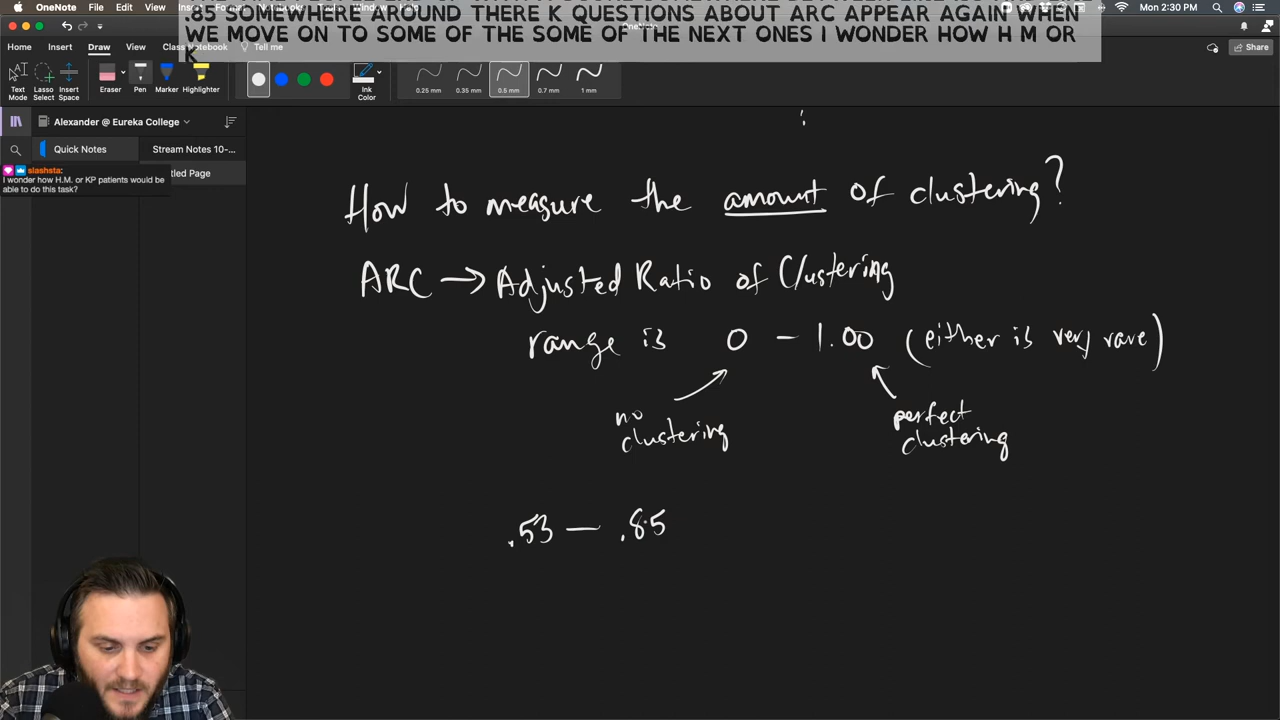 OneNote
File
Edit
View
Mon 2:30 PM
85 SOMEWHERE AROUND THERE K QUESTIONS ABOUT ARC APPEAR AGAIN WHEN
WE MOVE ON TO SOME OF THE SOME OF THE NEXT ONES I WONDER HOW H M OR
K
Home
Insert
Draw
View
Class Notebook
Tell me
Share
Text Mode
Lasso Select
Insert Space
Eraser
Pen
Marker
Highlighter
Ink Color
0.25 mm
0.35 mm
0.5 mm
0.7 mm
1 mm
Alexander @ Eureka College
Quick Notes
Stream Notes 10-...
tled Page
slashsta:
I wonder how H.M. or KP patients would be
able to do this task?
How to measure the amount of clustering?
ARC → Adjusted Ratio of Clustering
range is 0 – 1.00 (either is very rare)
no clustering
perfect clustering
.53 — .85